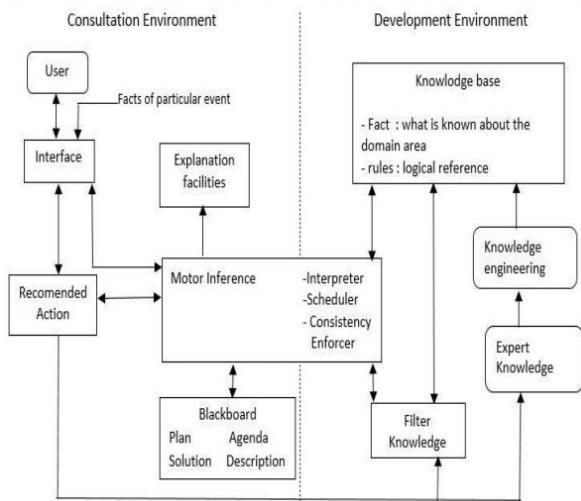 Consultation Environment
Development Environment
User
Facts of particular event
Interface
Explanation
facilities
Knowlodge base
- Fact : what is known about the
domain area
- rules : logical reference
Knowledge
engineering
Recomended
Action
Motor Inference
-Interpreter
-Scheduler
- Consistency
Enforcer
Expert
Knowledge
Blackboard
Plan Agenda
Solution Description
Filter
Knowledge